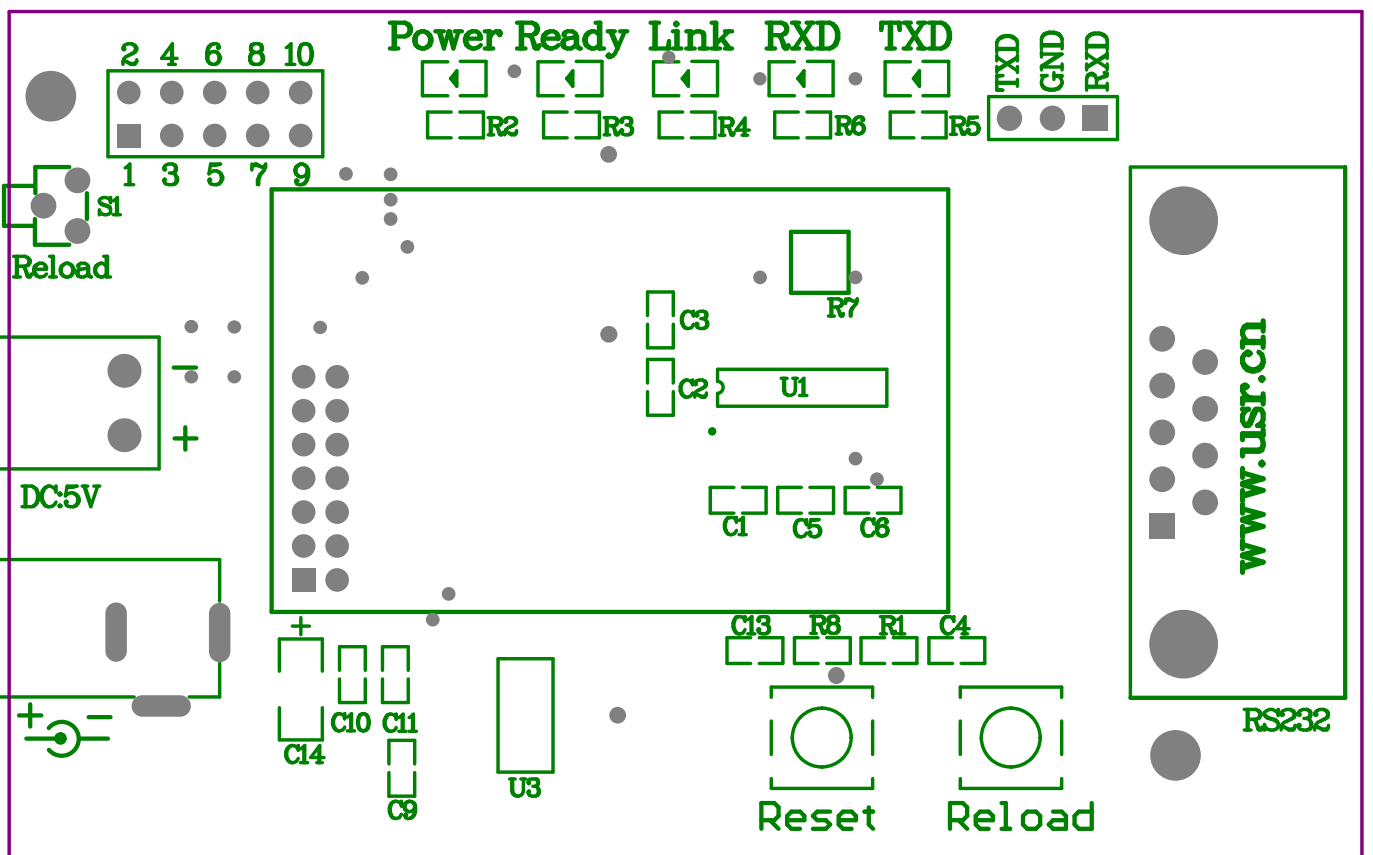 Power Ready Link RXD TXD
2 4 6 8 10
TXD GND RXD
R2 R3 R4 R6 R5
1 3 5 7 9
S1
Reload
R7
C3
C2
U1
www.usr.cn
-
+
DC:5V
C1 C5 C6
+
C13 R8 R1 C4
+ -
C10 C11
RS232
C14
U3
C9
Reset Reload